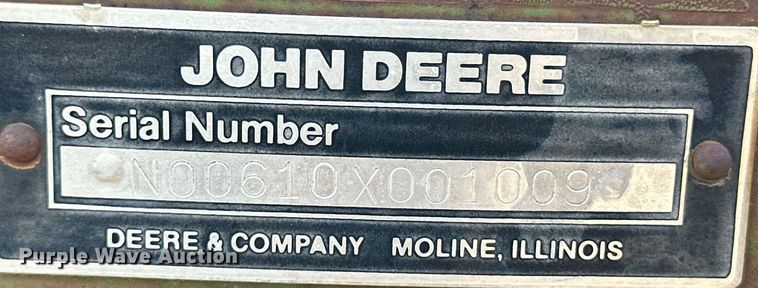 JOHN DEERE
Serial Number
N00610X001009
DEERE & COMPANY MOLINE, ILLINOIS
Purple Wave Auction